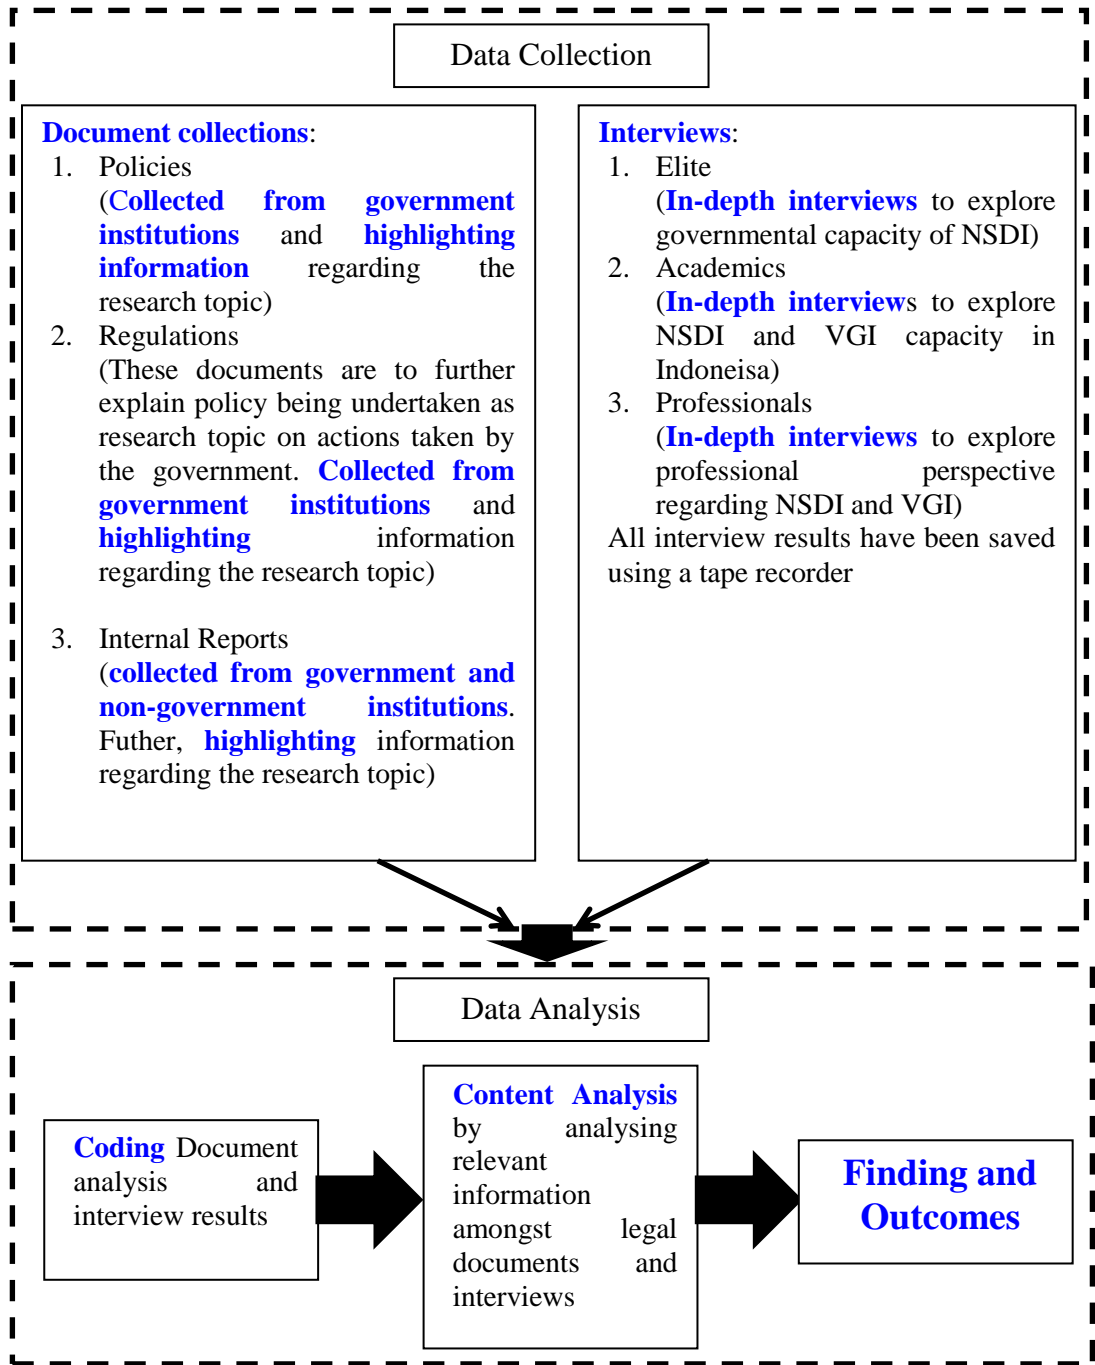 Data Collection
Document collections:
1. Policies
(Collected from government
institutions and highlighting
information regarding the
research topic)
2. Regulations
(These documents are to further
explain policy being undertaken as
research topic on actions taken by
the government. Collected from
government institutions and
highlighting information
regarding the research topic)
3. Internal Reports
(collected from government and
non-government institutions.
Futher, highlighting information
regarding the research topic)
Interviews:
1. Elite
(In-depth interviews to explore
governmental capacity of NSDI)
2. Academics
(In-depth interviews to explore
NSDI and VGI capacity in
Indoneisa)
3. Professionals
(In-depth interviews to explore
professional perspective
regarding NSDI and VGI)
All interview results have been saved
using a tape recorder
Data Analysis
Coding Document
analysis and
interview results
Content Analysis
by analysing
relevant
information
amongst legal
documents and
interviews
Finding and
Outcomes